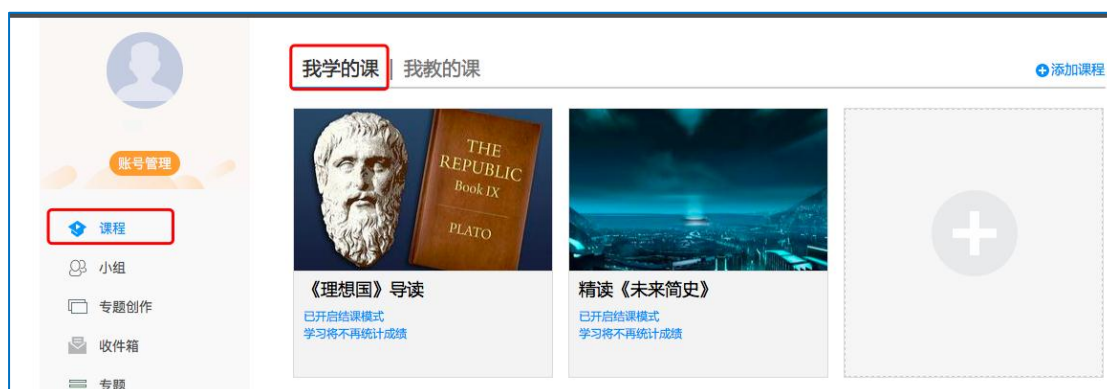 账号管理
课程
小组
专题创作
收件箱
专题
我学的课 | 我教的课
添加课程
THE
REPUBLIC
Book IX
PLATO
《理想国》导读
已开启结课模式
学习将不再统计成绩
精读《未来简史》
已开启结课模式
学习将不再统计成绩